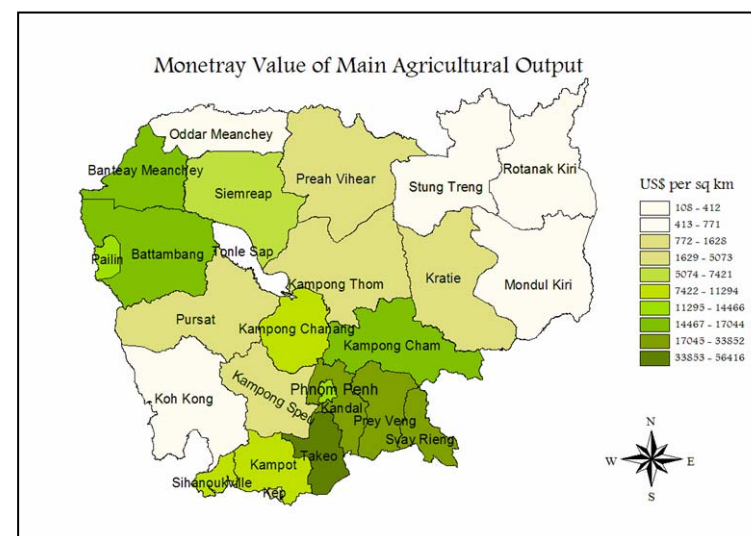 Monetray Value of Main Agricultural Output
Oddar Meanchey
Banteay Meanchey
Siemreap
Preah Vihear
Stung Treng
Rotanak Kiri
Pailin
Battambang
Tonle Sap
Kampong Thom
Kratie
Mondul Kiri
Pursat
Kampong Chanang
Kampong Cham
Koh Kong
Kampong Speu
Phnom Penh
Kandal
Prey Veng
Svay Rieng
Takeo
Kampot
Sihanoukville
Kep
US$ per sq km
108 - 412
413 - 771
772 - 1628
1629 - 5073
5074 - 7421
7422 - 11294
11295 - 14466
14467 - 17044
17045 - 33852
33853 - 56416
N
W E
S